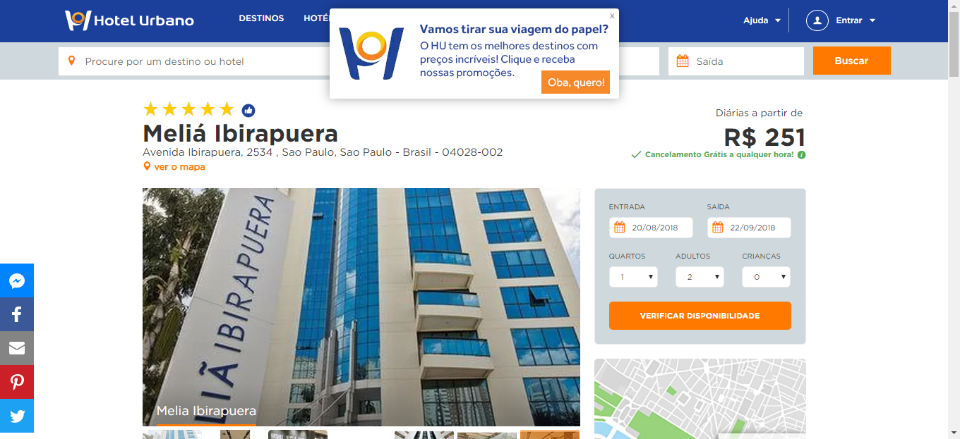 Hotel Urbano
DESTINOS
Ajuda
Entrar
x
Vamos tirar sua viagem do papel?
O HU tem os melhores destinos com
preços incríveis! Clique e receba
nossas promoções.
Oba, quero!
Procure por um destino ou hotel
Saída
Buscar
Meliá Ibirapuera
Avenida Ibirapuera, 2534 , Sao Paulo, Sao Paulo - Brasil - 04028-002
ver o mapa
Diárias a partir de
R$ 251
Cancelamento Grátis a qualquer hora!
IBIRAPUERA
Melia Ibirapuera
ENTRADA
SAÍDA
20/08/2018
22/09/2018
QUARTOS
ADULTOS
CRIANÇAS
1
2
0
VERIFICAR DISPONIBILIDADE